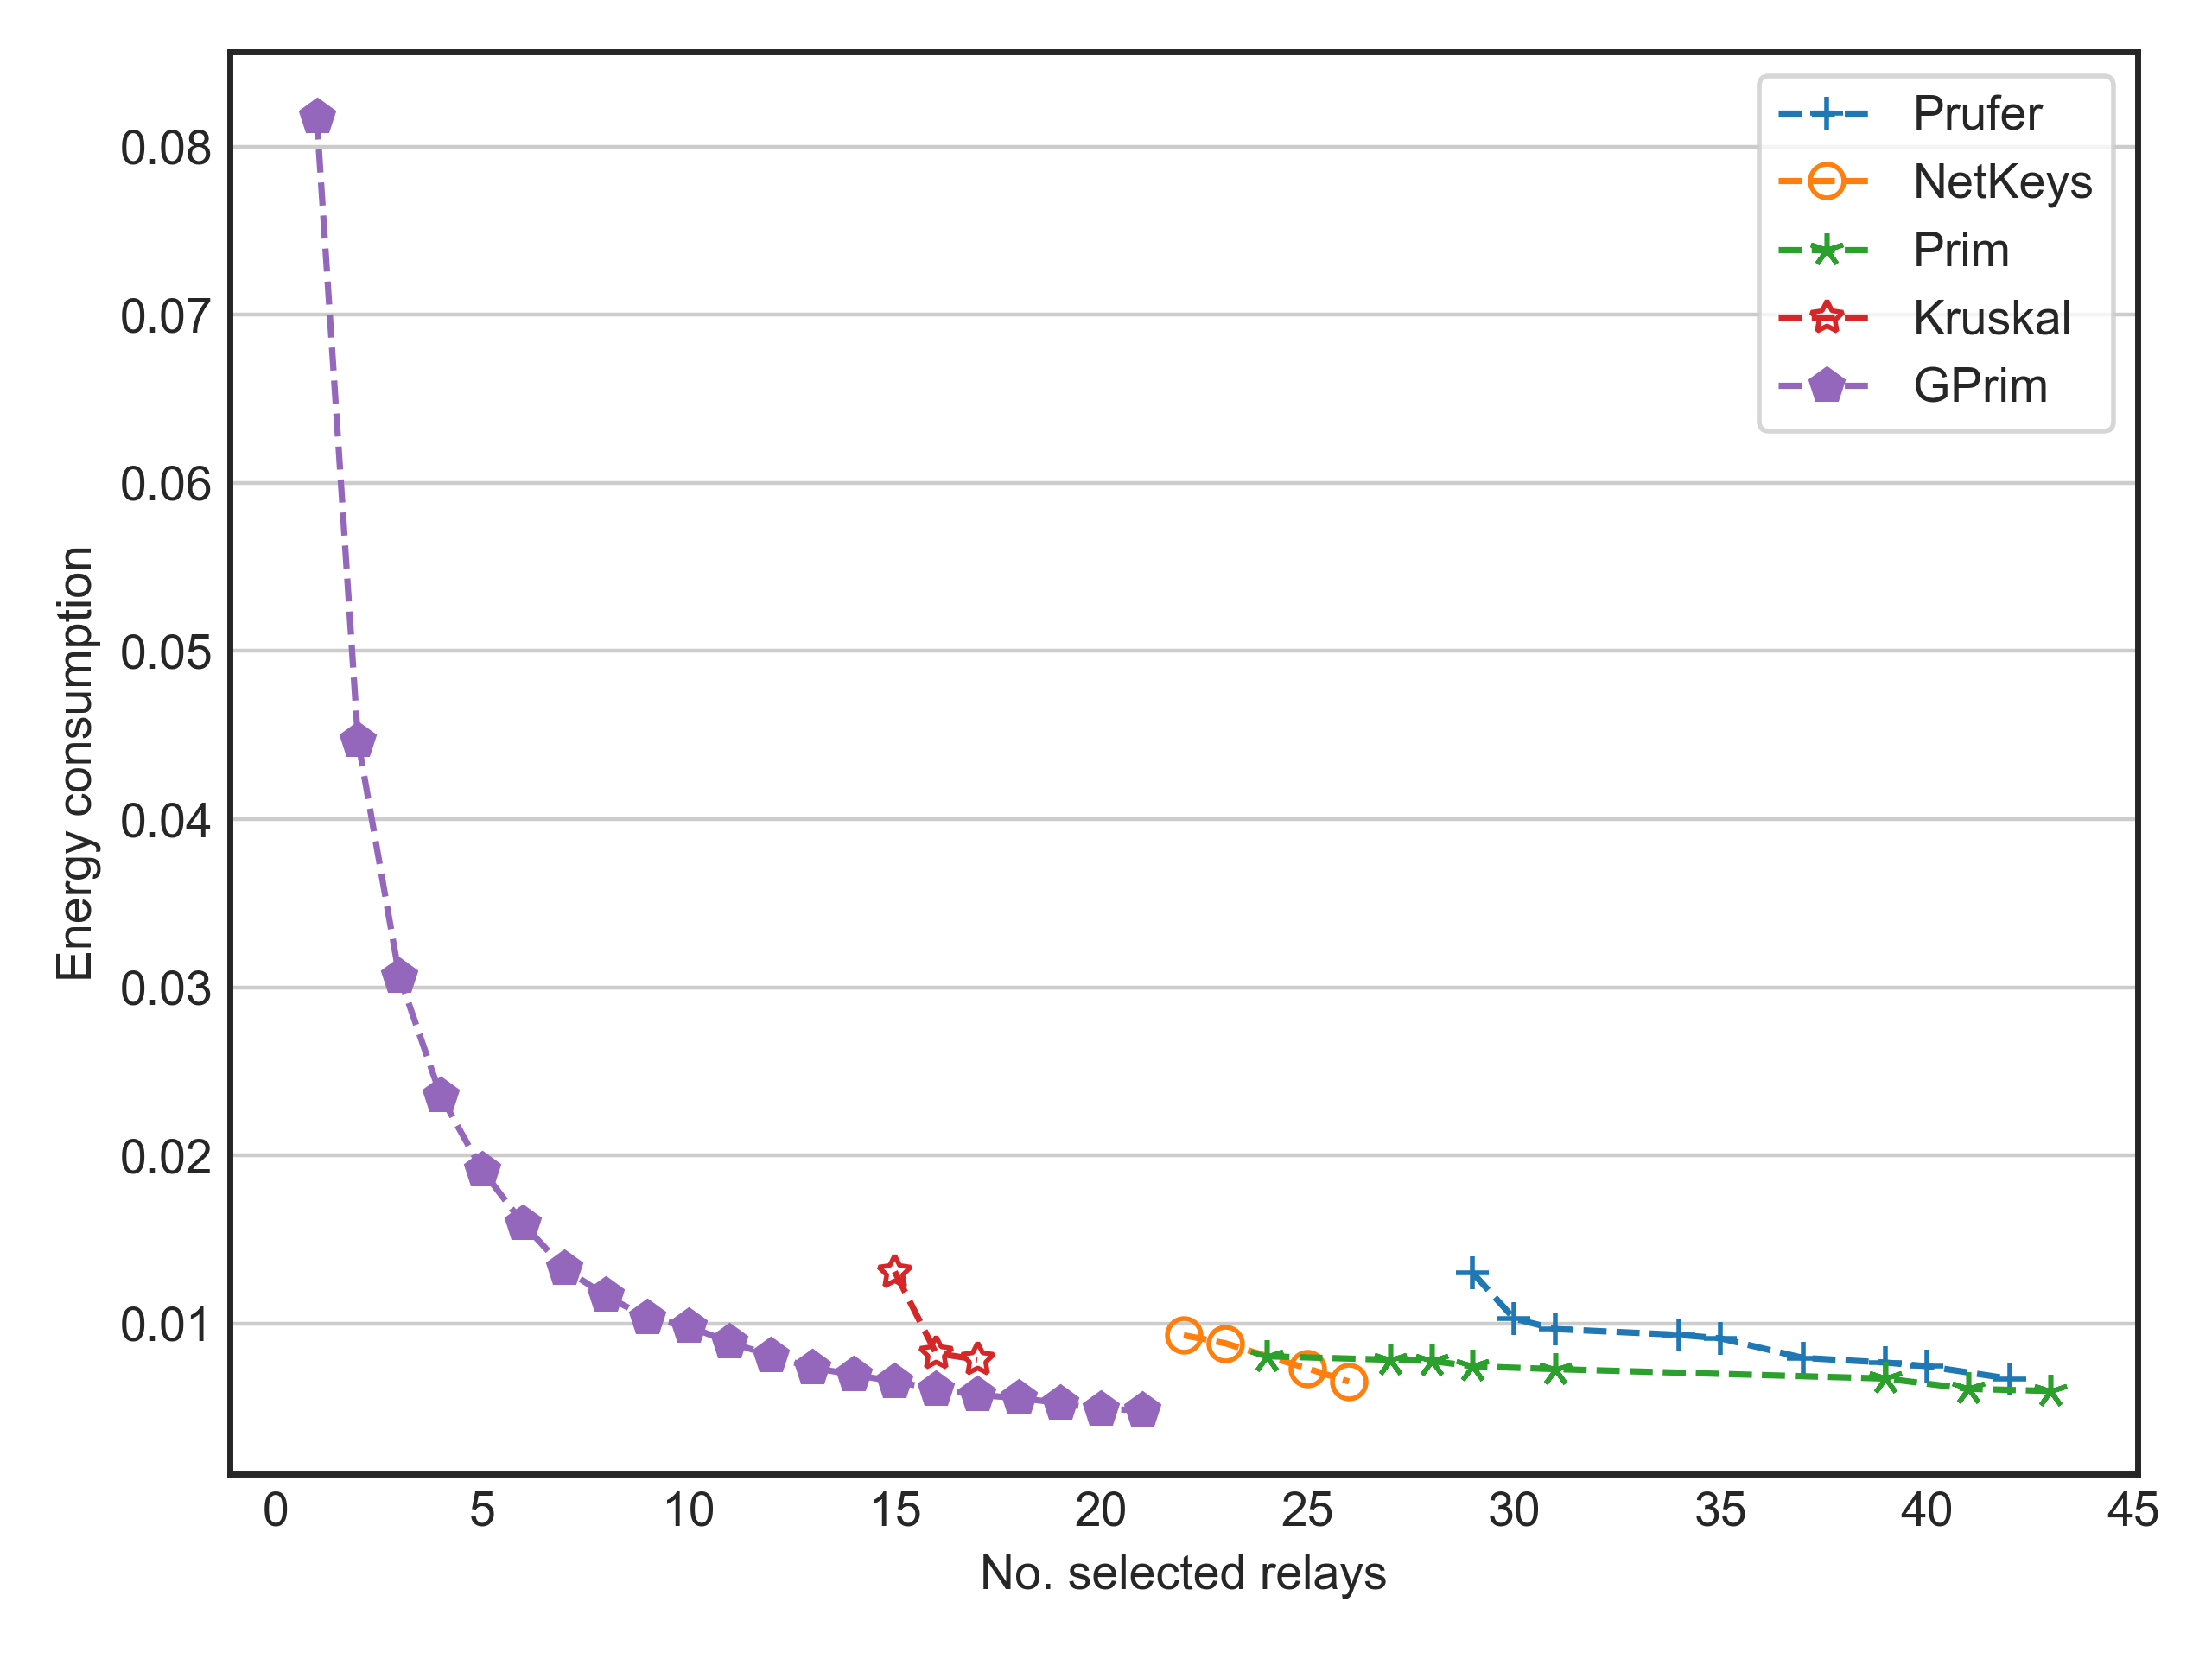 Prufer
NetKeys
Prim
Kruskal
GPrim
0.08
0.07
0.06
0.05
0.04
0.03
0.02
0.01
Energy consumption
0 5 10 15 20 25 30 35 40 45
No. selected relays